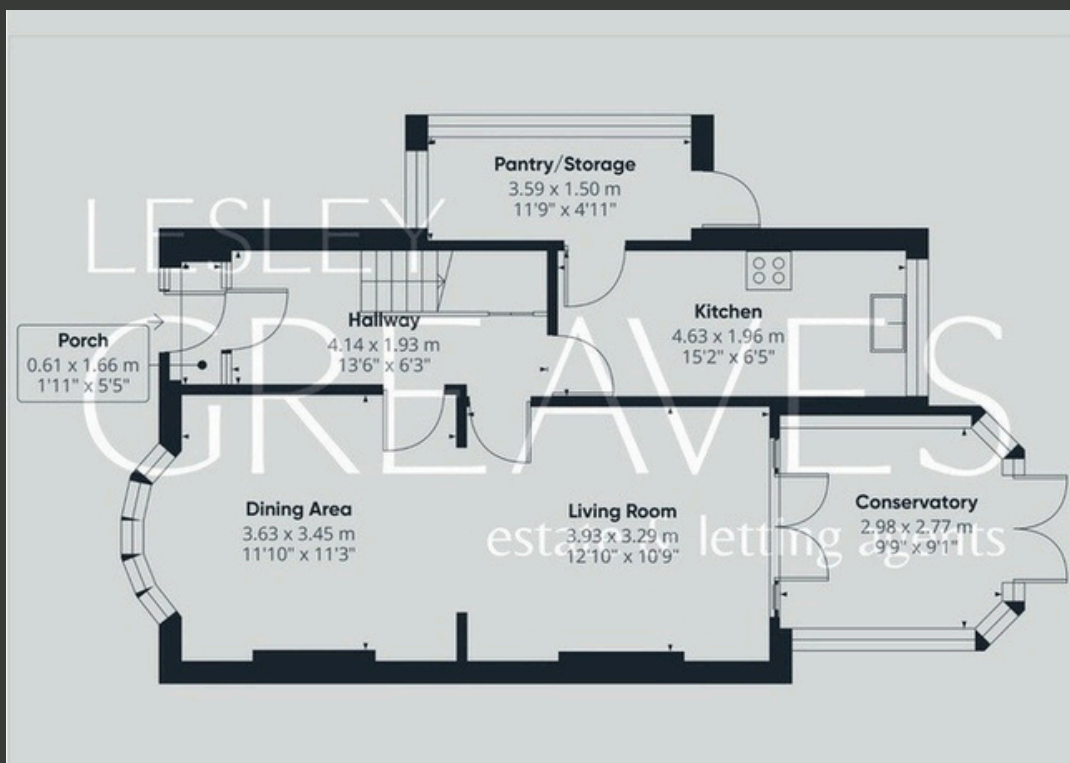 Pantry/Storage
3.59 x 1.50 m
11'9" x 4'11"
LESLEY
GREAVES
estate & letting agents
Porch
0.61 x 1.66 m
1'11" x 5'5"
Hallway
4.14 x 1.93 m
13'6" x 6'3"
Kitchen
4.63 x 1.96 m
15'2" x 6'5"
Dining Area
3.63 x 3.45 m
11'10" x 11'3"
Living Room
3.93 x 3.29 m
12'10" x 10'9"
Conservatory
2.98 x 2.77 m
9'9" x 9'1"